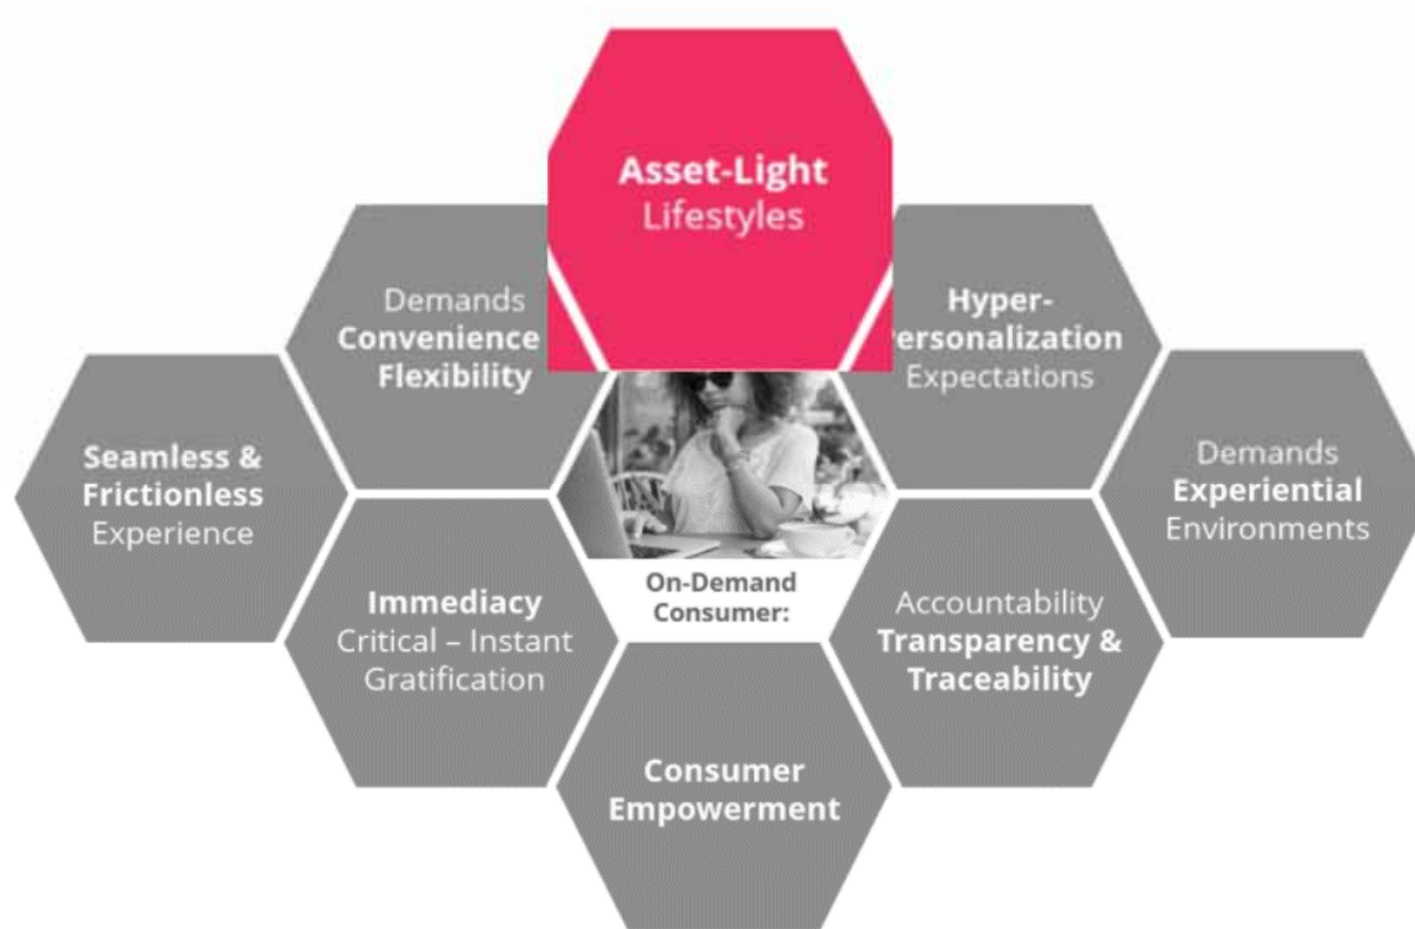 Asset-Light
Lifestyles
Demands
Convenience
Flexibility
Hyper-
ersonalization
Expectations
Seamless &
Frictionless
Experience
Demands
Experiential
Environments
Immediacy
Critical – Instant
Gratification
On-Demand
Consumer:
Accountability
Transparency &
Traceability
Consumer
Empowerment